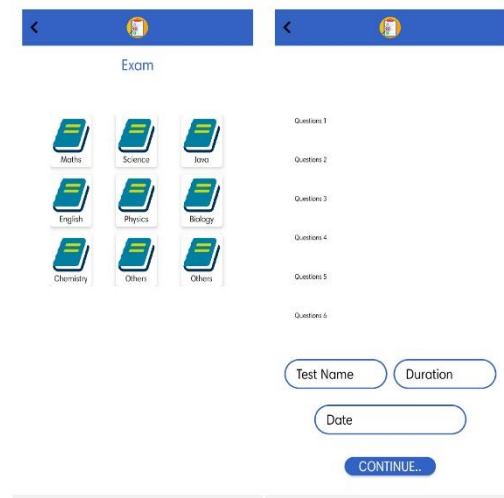 Exam
Maths Science Java
English Physics Biology
Chemistry Others Others
Questions 1
Questions 2
Questions 3
Questions 4
Questions 5
Questions 6
Test Name Duration
Date
CONTINUE..